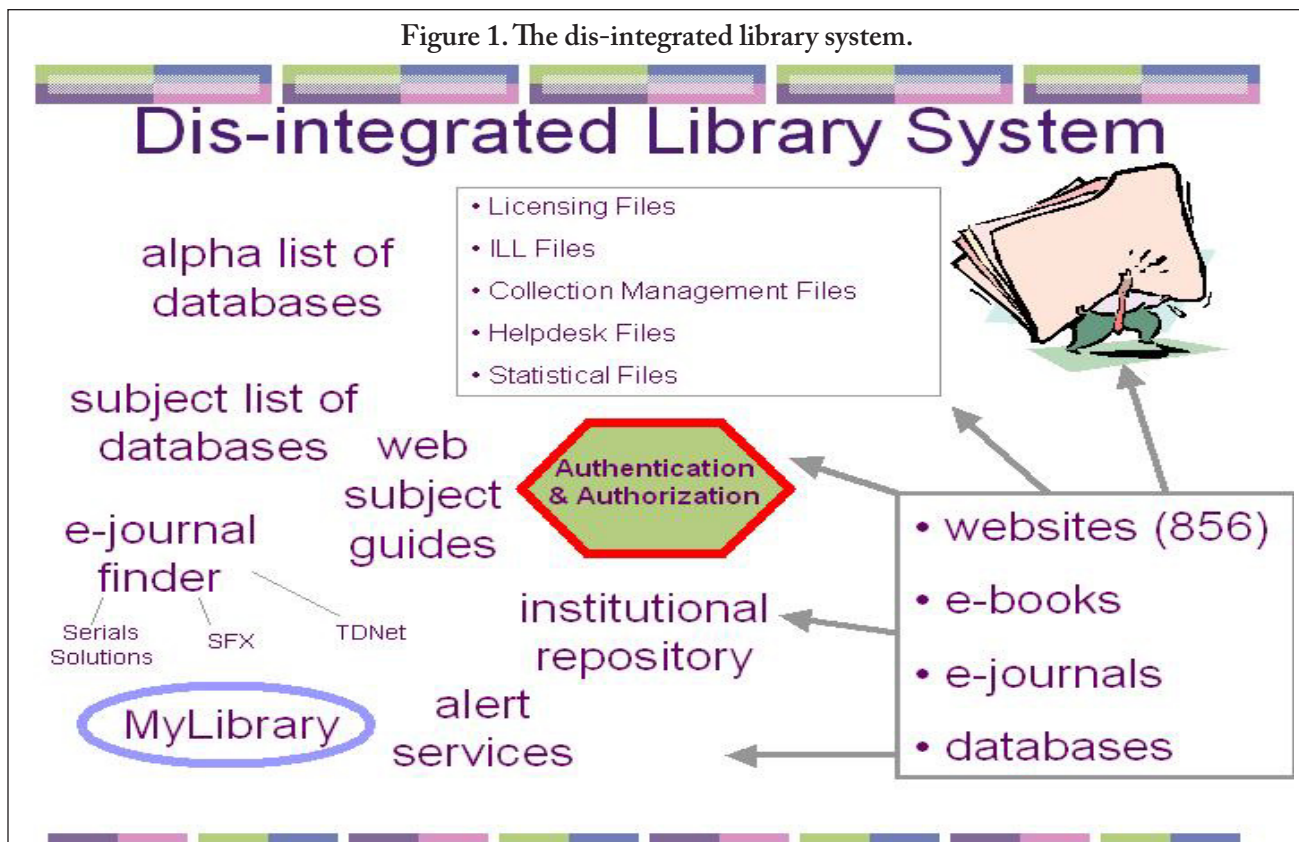 Figure 1. The dis-integrated library system.
Dis-integrated Library System
• Licensing Files
• ILL Files
• Collection Management Files
• Helpdesk Files
• Statistical Files
alpha list of
databases
subject list of
databases
web
subject
guides
Authentication
& Authorization
e-journal
finder
Serials
Solutions
SFX
TDNet
institutional
repository
MyLibrary
alert
services
• websites (856)
• e-books
• e-journals
• databases